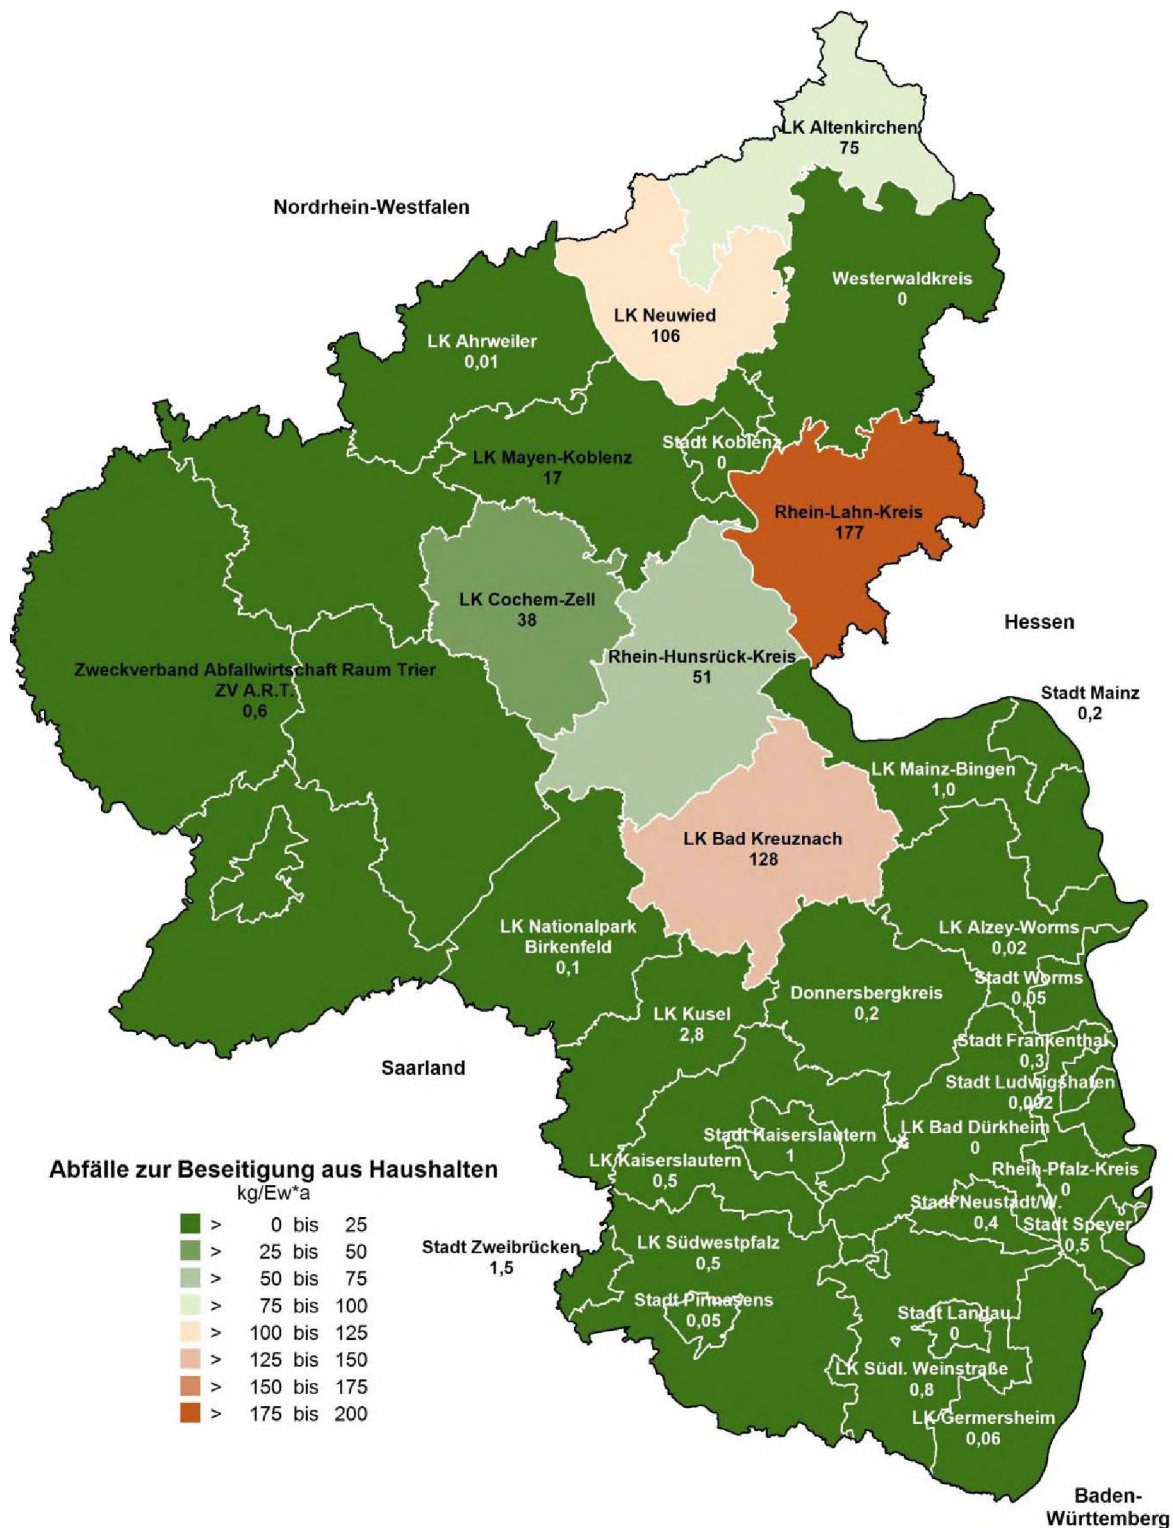 LK Altenkirchen
75
Nordrhein-Westfalen
Westerwaldkreis
0
LK Neuwied
106
LK Ahrweiler
0,01
Stadt Koblenz
0
LK Mayen-Koblenz
17
Rhein-Lahn-Kreis
177
LK Cochem-Zell
38
Hessen
Rhein-Hunsrück-Kreis
51
Zweckverband Abfallwirtschaft Raum Trier
ZV A.R.T.
0,6
Stadt Mainz
0,2
LK Mainz-Bingen
1,0
LK Bad Kreuznach
128
LK Nationalpark
Birkenfeld
0,1
LK Alzey-Worms
0,02
Stadt Worms
0,05
Donnersbergkreis
0,2
LK Kusel
2,8
Stadt Frankenthal
0,3
Saarland
Stadt Ludwigshafen
0,002
LK Bad Dürkheim
0
Stadt Kaiserslautern
1
LK Kaiserslautern
0,5
Rhein-Pfalz-Kreis
0
Stadt Neustadt/W.
0,4
Stadt Speyer
0,5
Abfälle zur Beseitigung aus Haushalten
kg/Ew*a
> 0 bis 25
> 25 bis 50
> 50 bis 75
> 75 bis 100
> 100 bis 125
> 125 bis 150
> 150 bis 175
> 175 bis 200
Stadt Zweibrücken
1,5
LK Südwestpfalz
0,5
Stadt Pirmasens
0,05
Stadt Landau
0
LK Südl. Weinstraße
0,8
LK Germersheim
0,06
Baden-
Württemberg